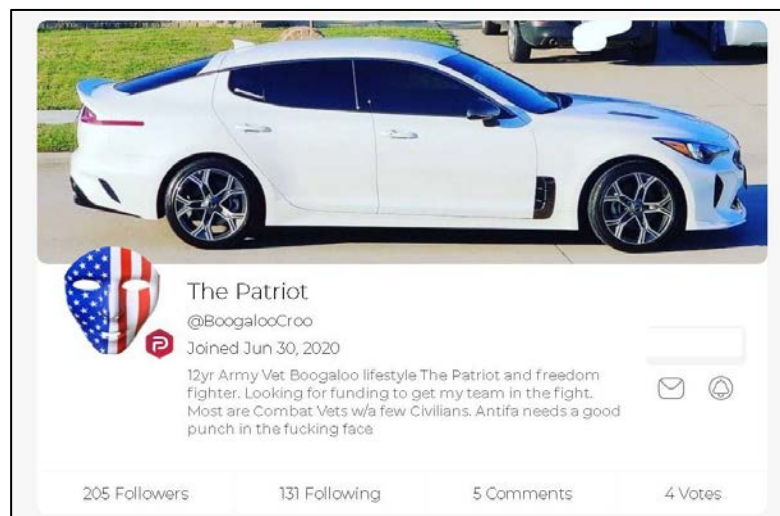 The Patriot
@BoogalooCroo
Joined Jun 30, 2020
12yr Army Vet Boogaloo lifestyle The Patriot and freedom
fighter. Looking for funding to get my team in the fight.
Most are Combat Vets w/a few Civilians. Antifa needs a good
punch in the fucking face
205 Followers 131 Following 5 Comments 4 Votes